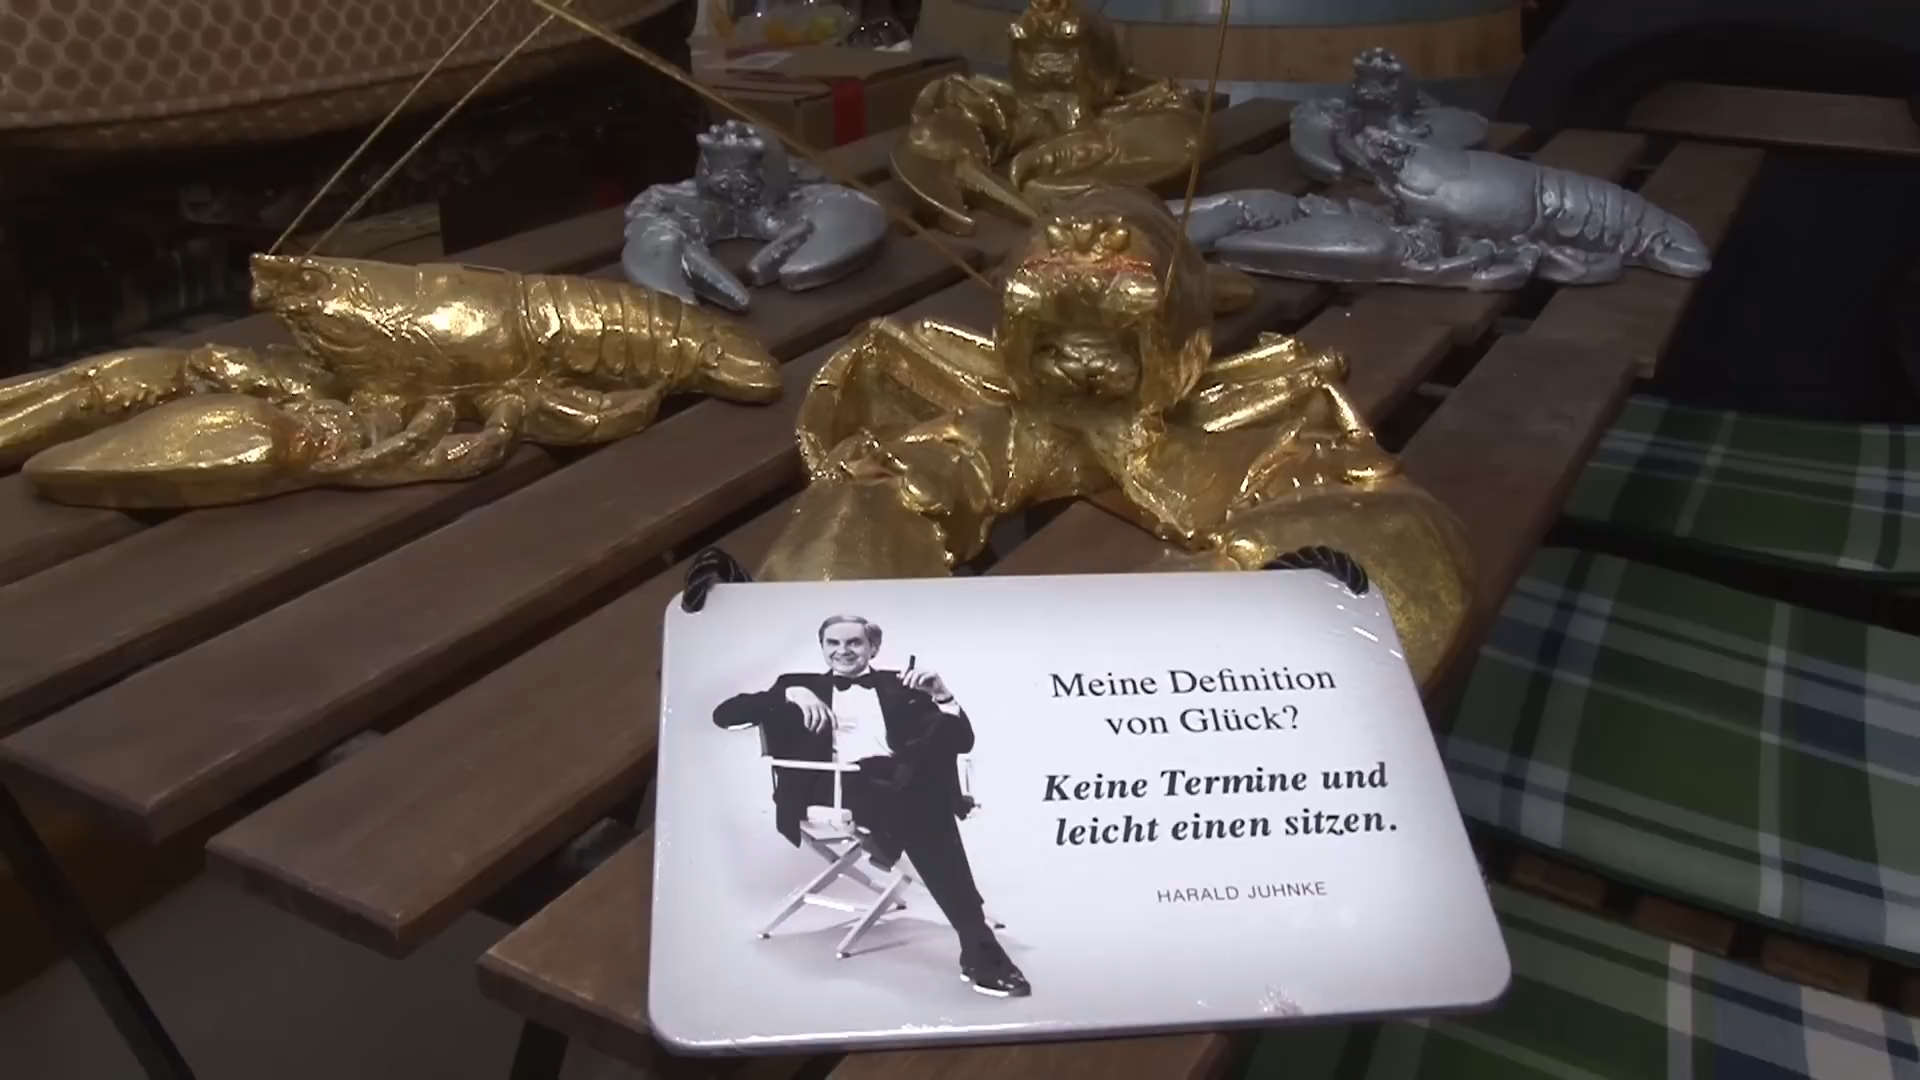 Meine Definition
von Glück?
Keine Termine und
leicht einen sitzen.
HARALD JUHNKE